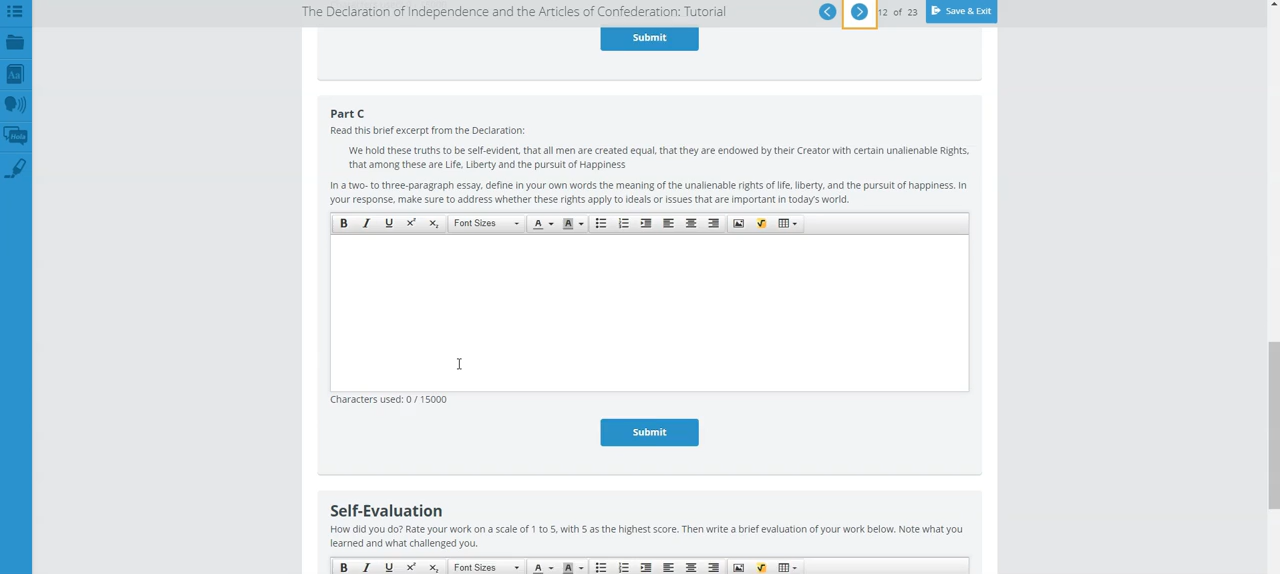 The Declaration of Independence and the Articles of Confederation: Tutorial
12 of 23
Save & Exit
Submit
Aa
Hola
Part C
Read this brief excerpt from the Declaration:
We hold these truths to be self-evident, that all men are created equal, that they are endowed by their Creator with certain unalienable Rights,
that among these are Life, Liberty and the pursuit of Happiness
In a two- to three-paragraph essay, define in your own words the meaning of the unalienable rights of life, liberty, and the pursuit of happiness. In
your response, make sure to address whether these rights apply to ideals or issues that are important in today's world.
B I U X² X₂ Font Sizes A A
Characters used: 0 / 15000
Submit
Self-Evaluation
How did you do? Rate your work on a scale of 1 to 5, with 5 as the highest score. Then write a brief evaluation of your work below. Note what you
learned and what challenged you.
B I U X² X₂ Font Sizes A A